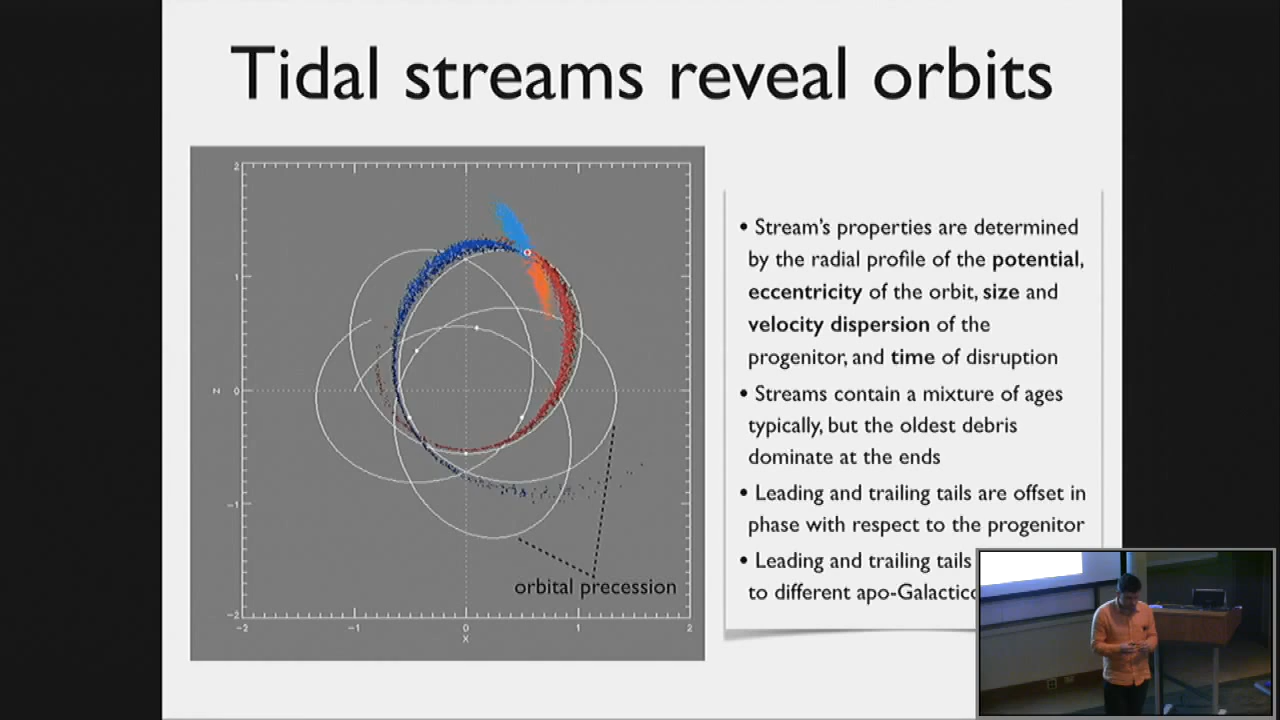 Tidal streams reveal orbits
2
1
N 0
-1
-2
-2 -1 0 1 2
X
orbital precession
• Stream's properties are determined
by the radial profile of the potential,
eccentricity of the orbit, size and
velocity dispersion of the
progenitor, and time of disruption
• Streams contain a mixture of ages
typically, but the oldest debris
dominate at the ends
• Leading and trailing tails are offset in
phase with respect to the progenitor
• Leading and trailing tails
to different